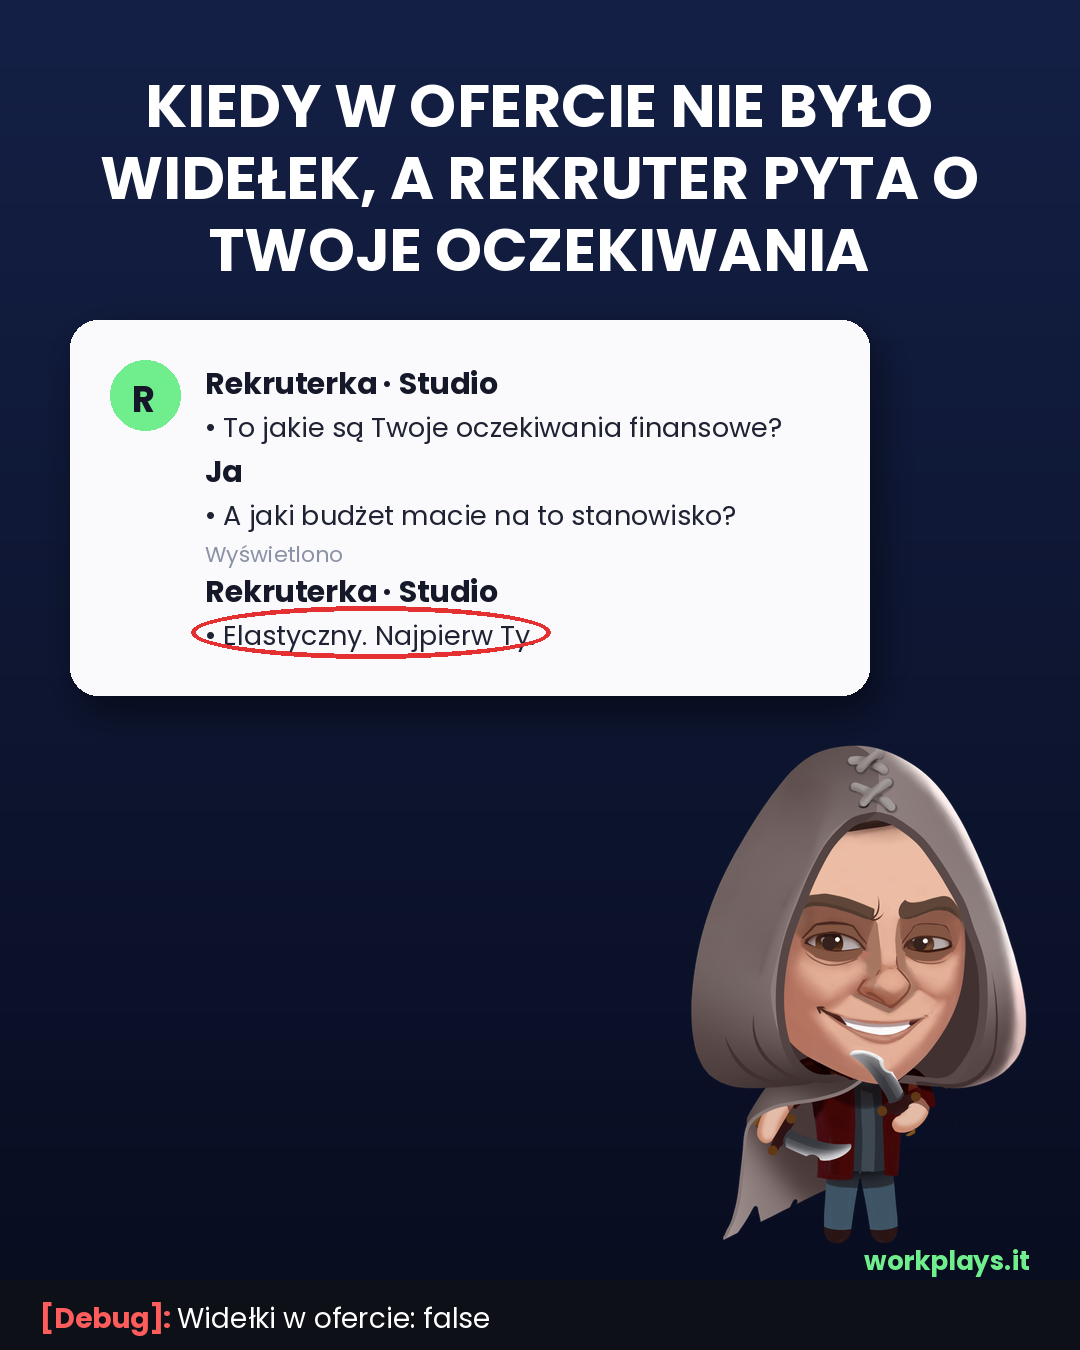 KIEDY W OFERCIE NIE BYŁO
WIDEŁEK, A REKRUTER PYTA O
TWOJE OCZEKIWANIA
R
Rekruterka · Studio
• To jakie są Twoje oczekiwania finansowe?
Ja
• A jaki budżet macie na to stanowisko?
Wyświetlono
Rekruterka · Studio
• Elastyczny. Najpierw Ty.
workplays.it
[Debug]: Widełki w ofercie: false